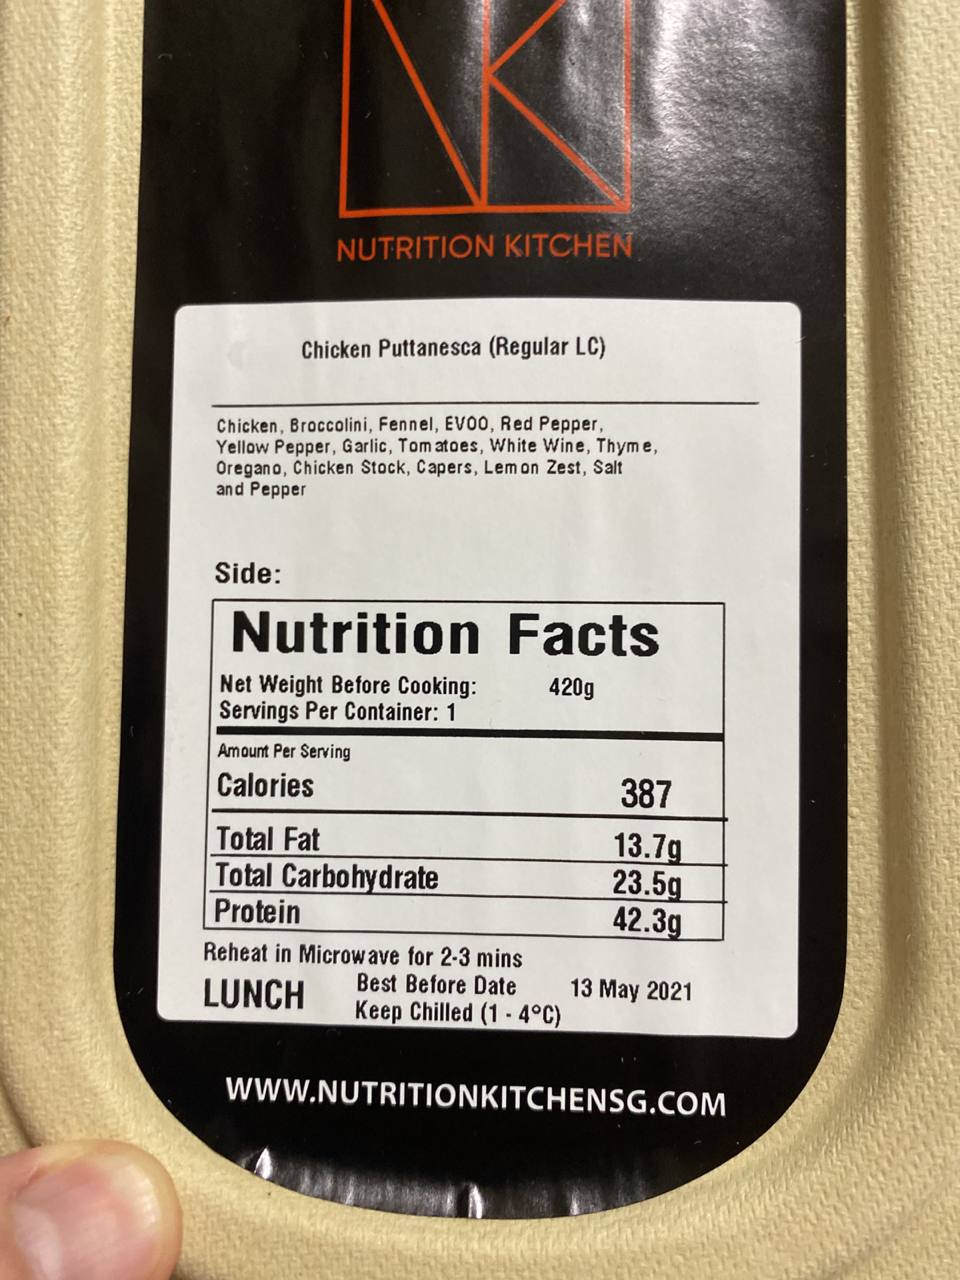 NUTRITION KITCHEN
Chicken Puttanesca (Regular LC)
Chicken, Broccolini, Fennel, EVOO, Red Pepper,
Yellow Pepper, Garlic, Tomatoes, White Wine, Thyme,
Oregano, Chicken Stock, Capers, Lemon Zest, Salt
and Pepper
Side:
Nutrition Facts
Net Weight Before Cooking: 420g
Servings Per Container: 1
Amount Per Serving
Calories 387
Total Fat 13.7g
Total Carbohydrate 23.5g
Protein 42.3g
Reheat in Microwave for 2-3 mins
LUNCH Best Before Date 13 May 2021
Keep Chilled (1 - 4°C)
WWW.NUTRITIONKITCHENSG.COM